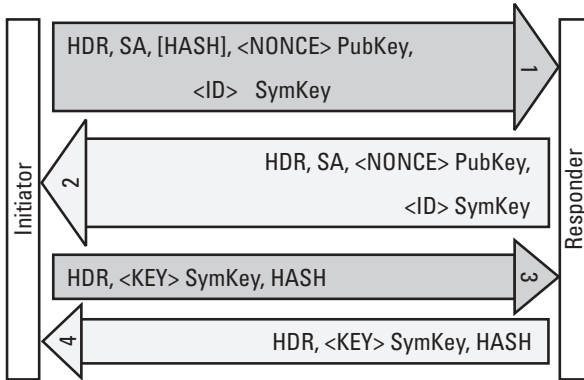 HDR, SA, [HASH], <NONCE> PubKey,
<ID> SymKey
1
HDR, SA, <NONCE> PubKey,
<ID> SymKey
2
Initiator
Responder
HDR, <KEY> SymKey, HASH
3
HDR, <KEY> SymKey, HASH
4